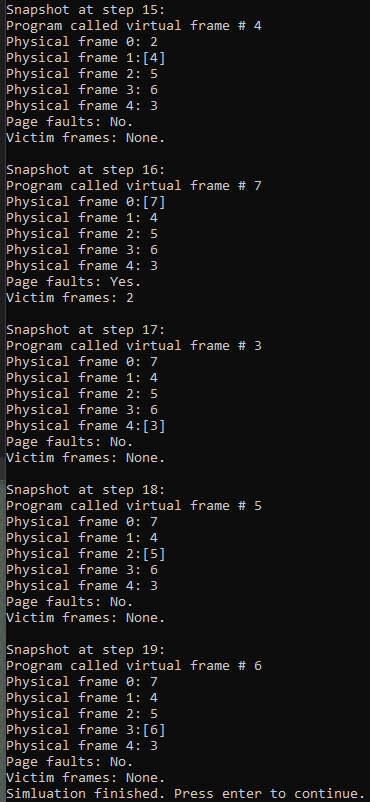 Snapshot at step 15:
Program called virtual frame # 4
Physical frame 0: 2
Physical frame 1:[4]
Physical frame 2: 5
Physical frame 3: 6
Physical frame 4: 3
Page faults: No.
Victim frames: None.

Snapshot at step 16:
Program called virtual frame # 7
Physical frame 0:[7]
Physical frame 1: 4
Physical frame 2: 5
Physical frame 3: 6
Physical frame 4: 3
Page faults: Yes.
Victim frames: 2

Snapshot at step 17:
Program called virtual frame # 3
Physical frame 0: 7
Physical frame 1: 4
Physical frame 2: 5
Physical frame 3: 6
Physical frame 4:[3]
Page faults: No.
Victim frames: None.

Snapshot at step 18:
Program called virtual frame # 5
Physical frame 0: 7
Physical frame 1: 4
Physical frame 2:[5]
Physical frame 3: 6
Physical frame 4: 3
Page faults: No.
Victim frames: None.

Snapshot at step 19:
Program called virtual frame # 6
Physical frame 0: 7
Physical frame 1: 4
Physical frame 2: 5
Physical frame 3:[6]
Physical frame 4: 3
Page faults: No.
Victim frames: None.
Simluation finished. Press enter to continue.